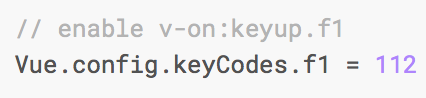 // enable v-on:keyup.f1
Vue.config.keyCodes.f1 = 112